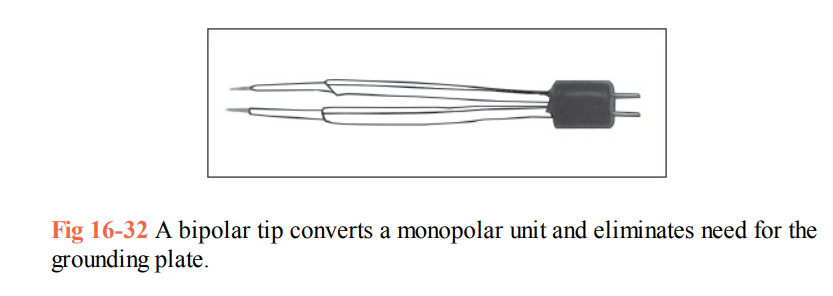 Fig 16-32 A bipolar tip converts a monopolar unit and eliminates need for the
grounding plate.